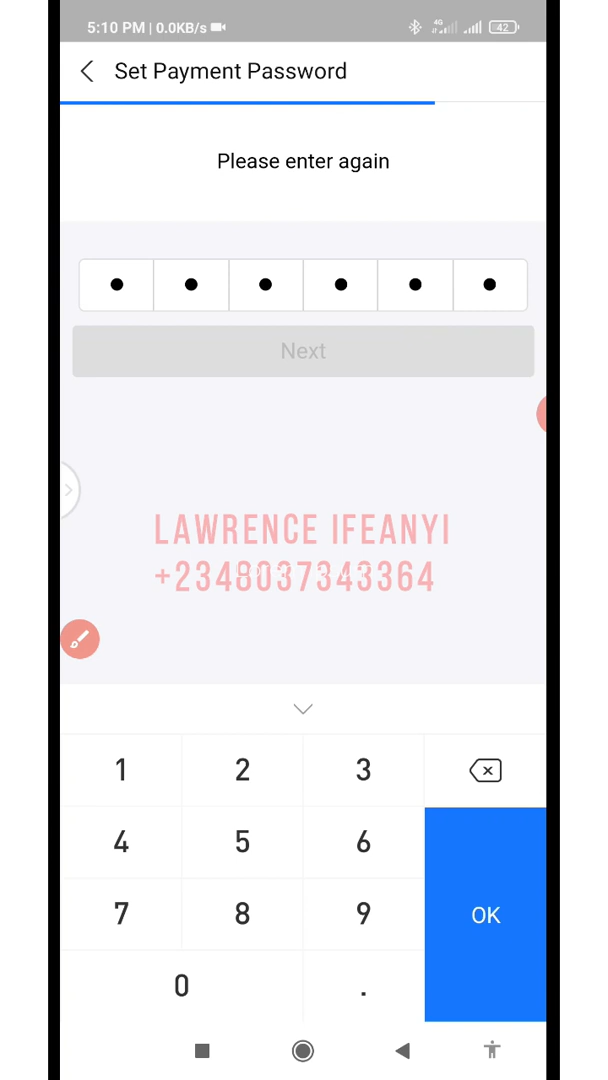 5:10 PM | 0.0KB/s
4G
42
Set Payment Password
Please enter again
Next
LAWRENCE IFEANYI
+2348037343364
1 2 3
4 5 6
7 8 9
OK
0 .